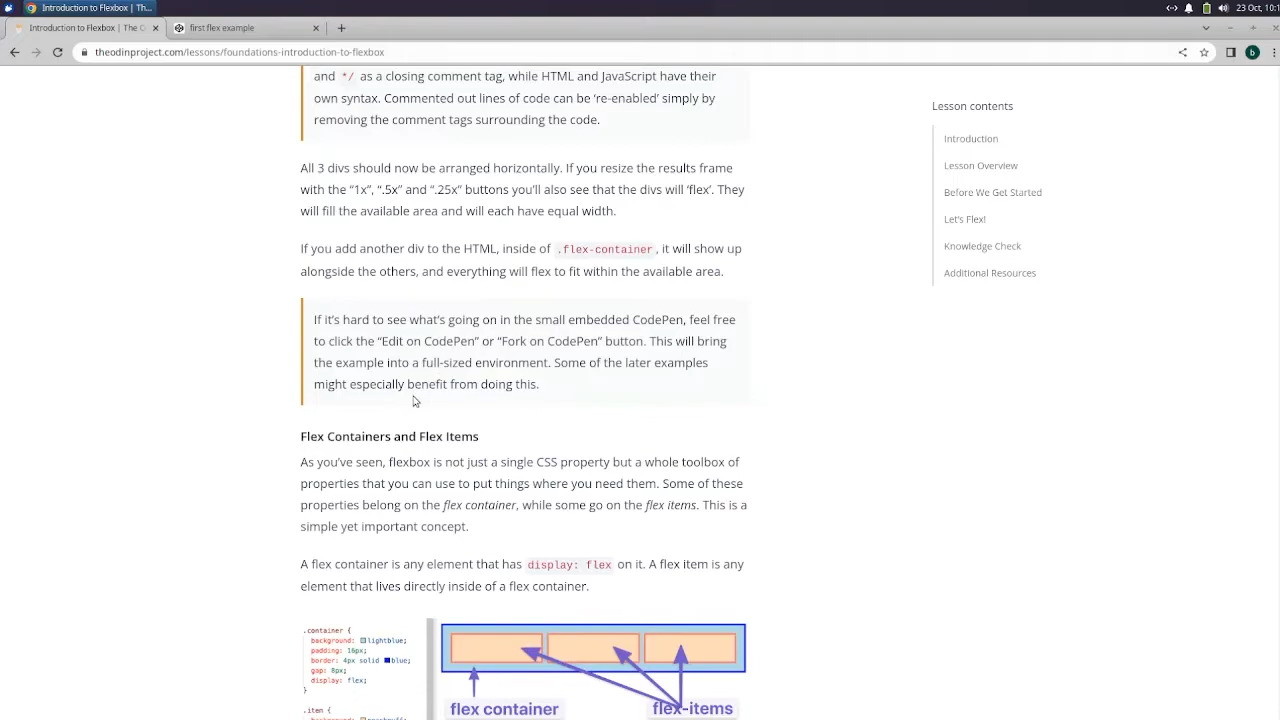 Introduction to Flexbox | Th...
23 Oct, 10:1
Introduction to Flexbox | The O
first flex example
theodinproject.com/lessons/foundations-introduction-to-flexbox
b
and */ as a closing comment tag, while HTML and JavaScript have their
own syntax. Commented out lines of code can be ‘re-enabled’ simply by
removing the comment tags surrounding the code.
All 3 divs should now be arranged horizontally. If you resize the results frame
with the “1x”, “.5x” and “.25x” buttons you’ll also see that the divs will ‘flex’. They
will fill the available area and will each have equal width.
If you add another div to the HTML, inside of .flex-container, it will show up
alongside the others, and everything will flex to fit within the available area.
If it’s hard to see what’s going on in the small embedded CodePen, feel free
to click the “Edit on CodePen” or “Fork on CodePen” button. This will bring
the example into a full-sized environment. Some of the later examples
might especially benefit from doing this.
Flex Containers and Flex Items
As you’ve seen, flexbox is not just a single CSS property but a whole toolbox of
properties that you can use to put things where you need them. Some of these
properties belong on the flex container, while some go on the flex items. This is a
simple yet important concept.
A flex container is any element that has display: flex on it. A flex item is any
element that lives directly inside of a flex container.
.container {
background: lightblue;
padding: 16px;
border: 4px solid blue;
gap: 8px;
display: flex;
}
.item {
flex container
flex-items
Lesson contents
Introduction
Lesson Overview
Before We Get Started
Let’s Flex!
Knowledge Check
Additional Resources